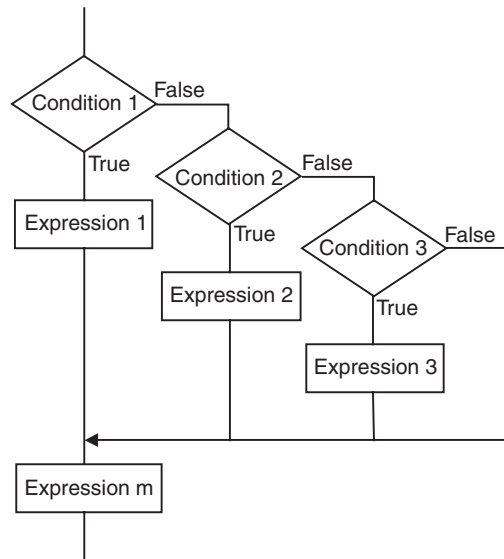 Condition 1
False
True
Expression 1
Condition 2
False
True
Expression 2
Condition 3
False
True
Expression 3
Expression m